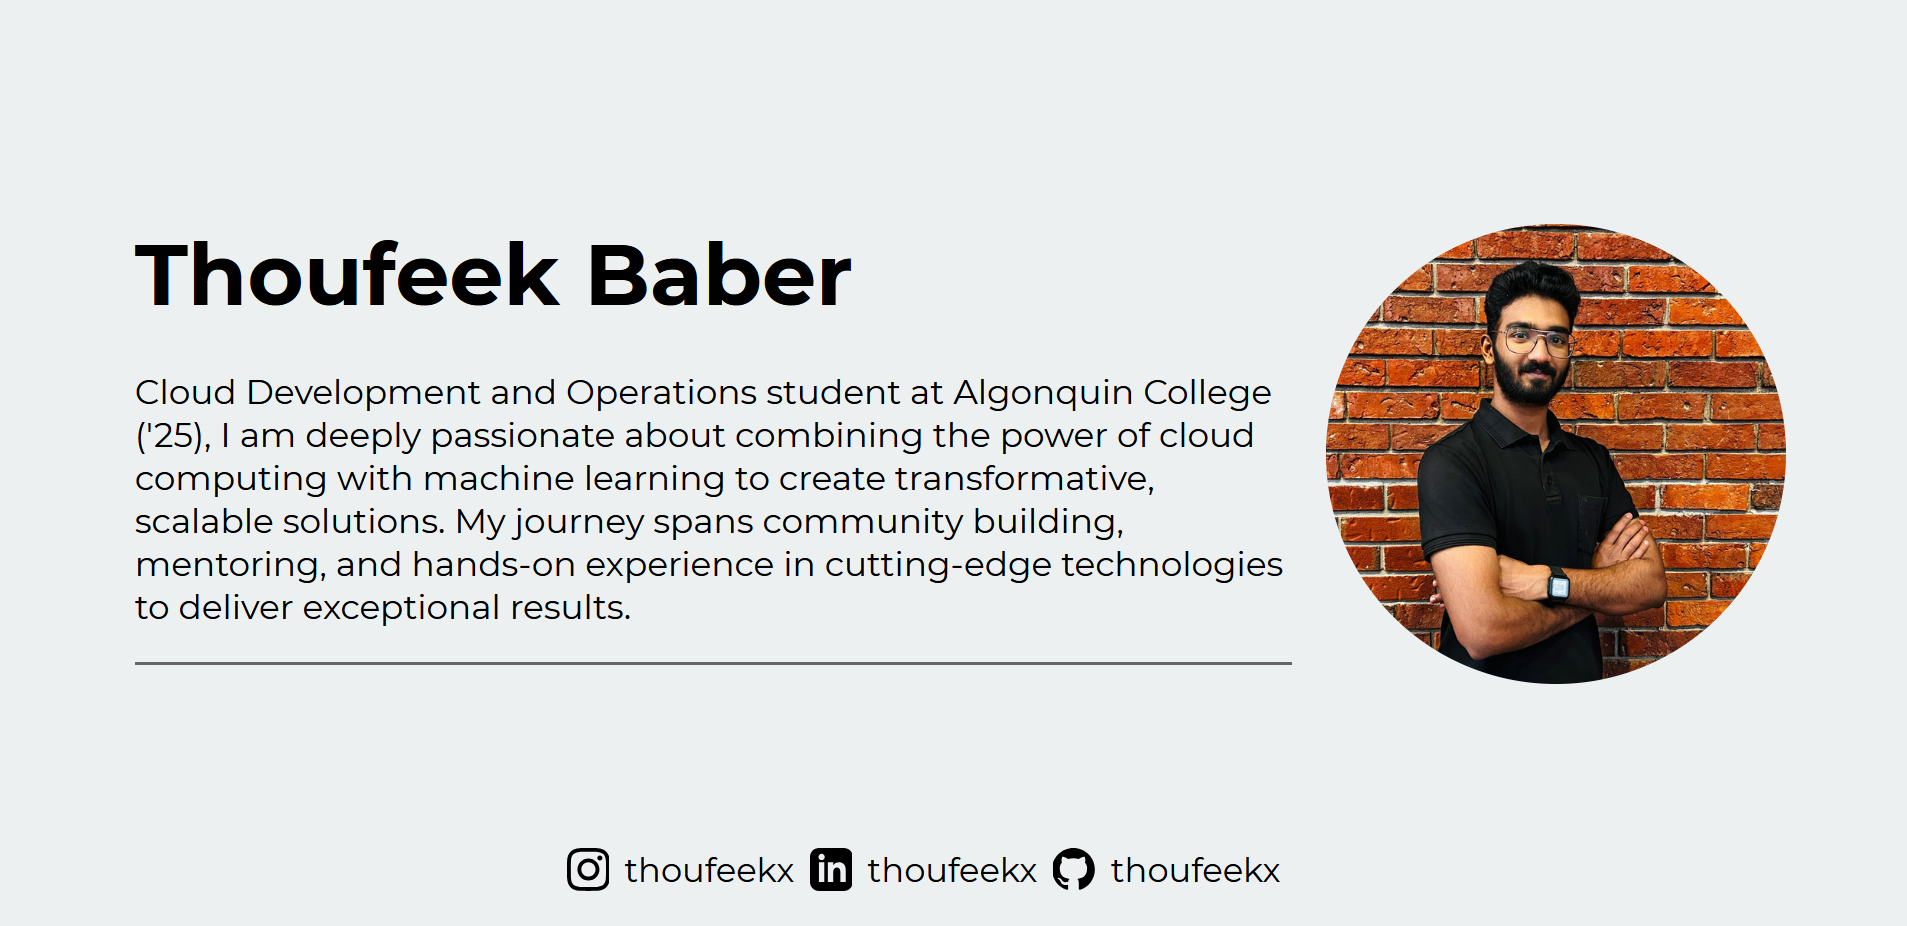 Thoufeek Baber
Cloud Development and Operations student at Algonquin College
('25), I am deeply passionate about combining the power of cloud
computing with machine learning to create transformative,
scalable solutions. My journey spans community building,
mentoring, and hands-on experience in cutting-edge technologies
to deliver exceptional results.
thoufeekx in thoufeekx thoufeekx